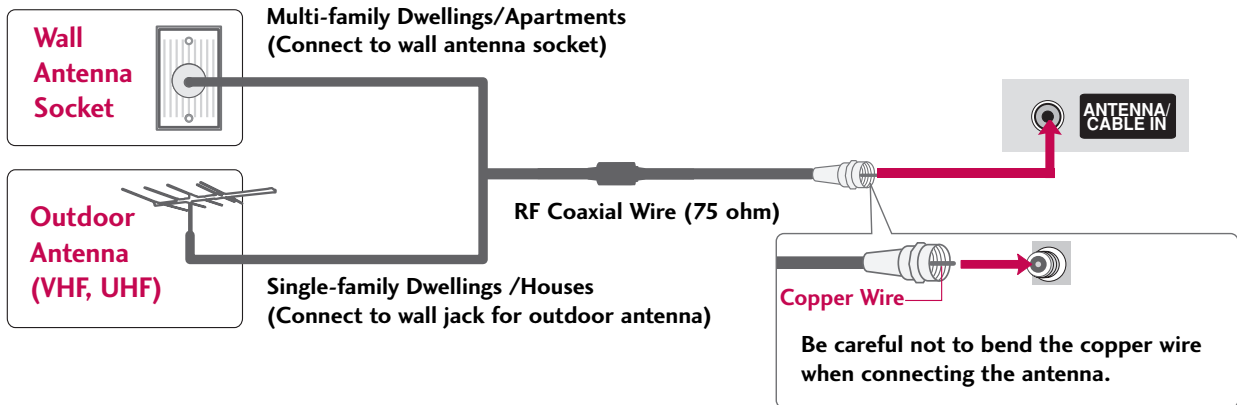 Wall
Antenna
Socket
Multi-family Dwellings/Apartments
(Connect to wall antenna socket)
ANTENNA/
CABLE IN
Outdoor
Antenna
(VHF, UHF)
RF Coaxial Wire (75 ohm)
Single-family Dwellings /Houses
(Connect to wall jack for outdoor antenna)
Copper Wire
Be careful not to bend the copper wire
when connecting the antenna.